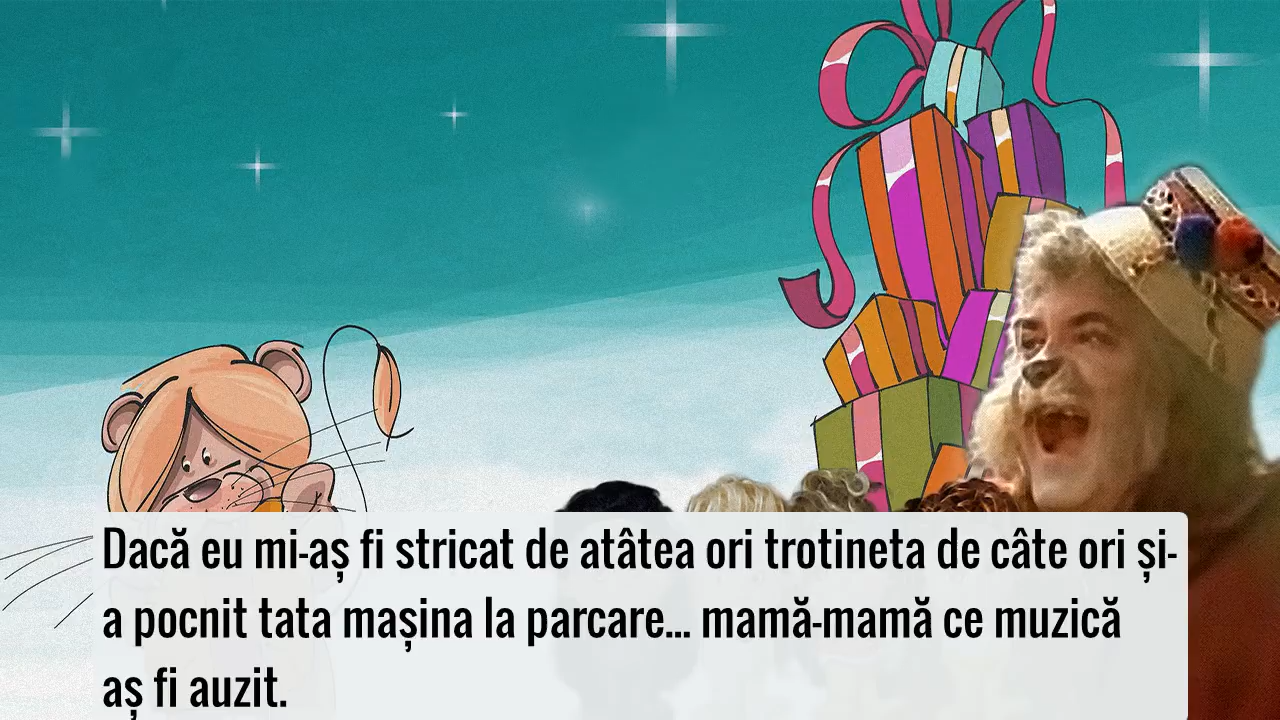 Dacă eu mi-aș fi stricat de atâtea ori trotineta de câte ori și-
a pocnit tata mașina la parcare... mamă-mamă ce muzică
aș fi auzit.